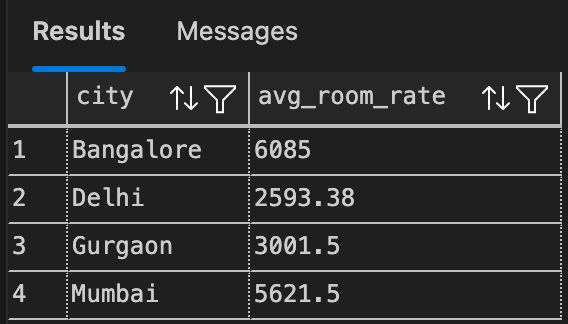 Results Messages
city avg_room_rate
1 Bangalore 6085
2 Delhi 2593.38
3 Gurgaon 3001.5
4 Mumbai 5621.5